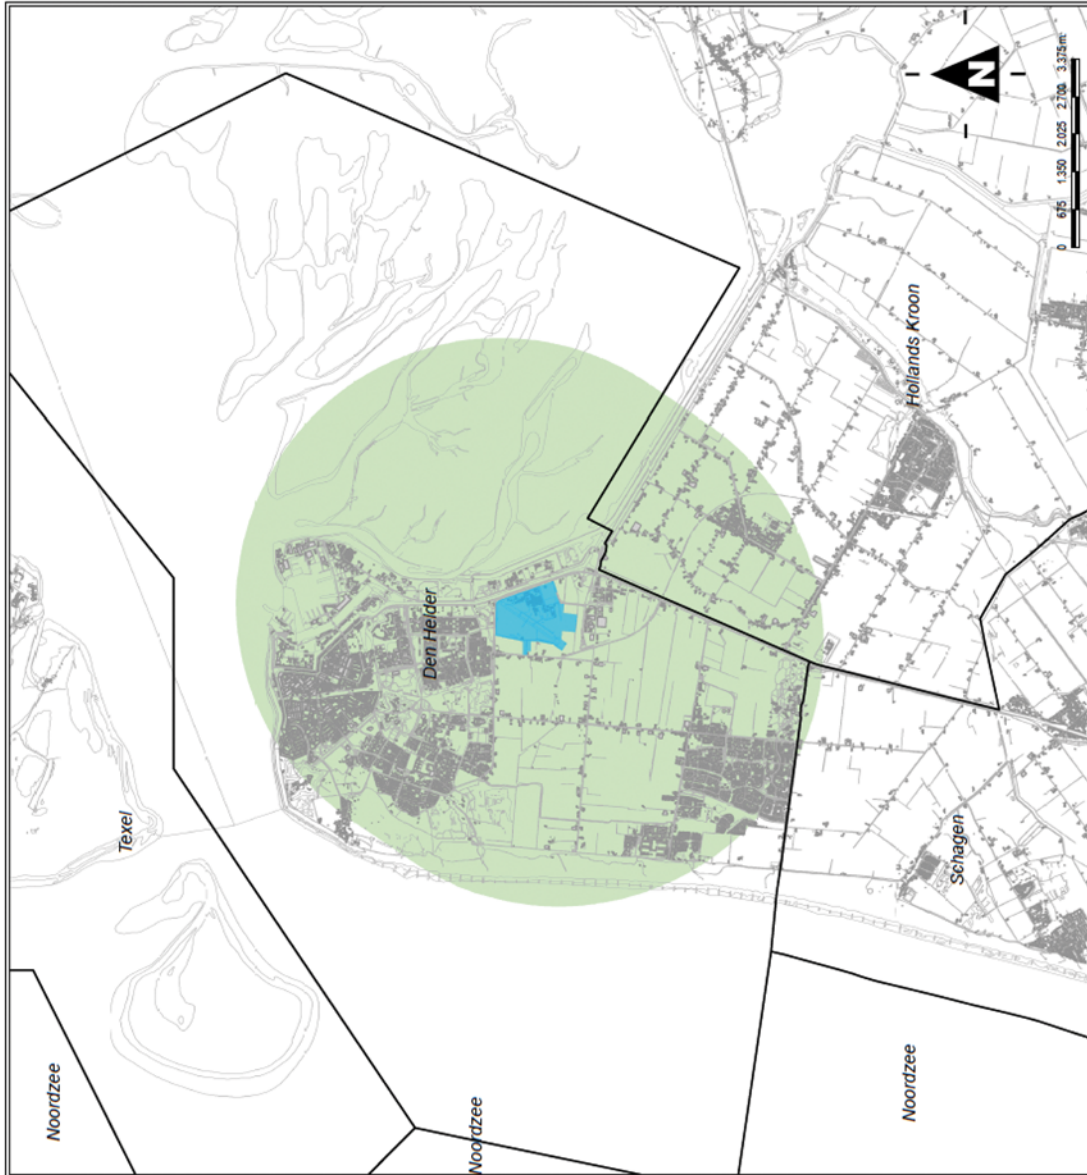 Noordzee
Texel
Noordzee
Den Helder
Noordzee
Schagen
Hollands Kroon
N
0 675 1.350 2.025 2.700 3.375m